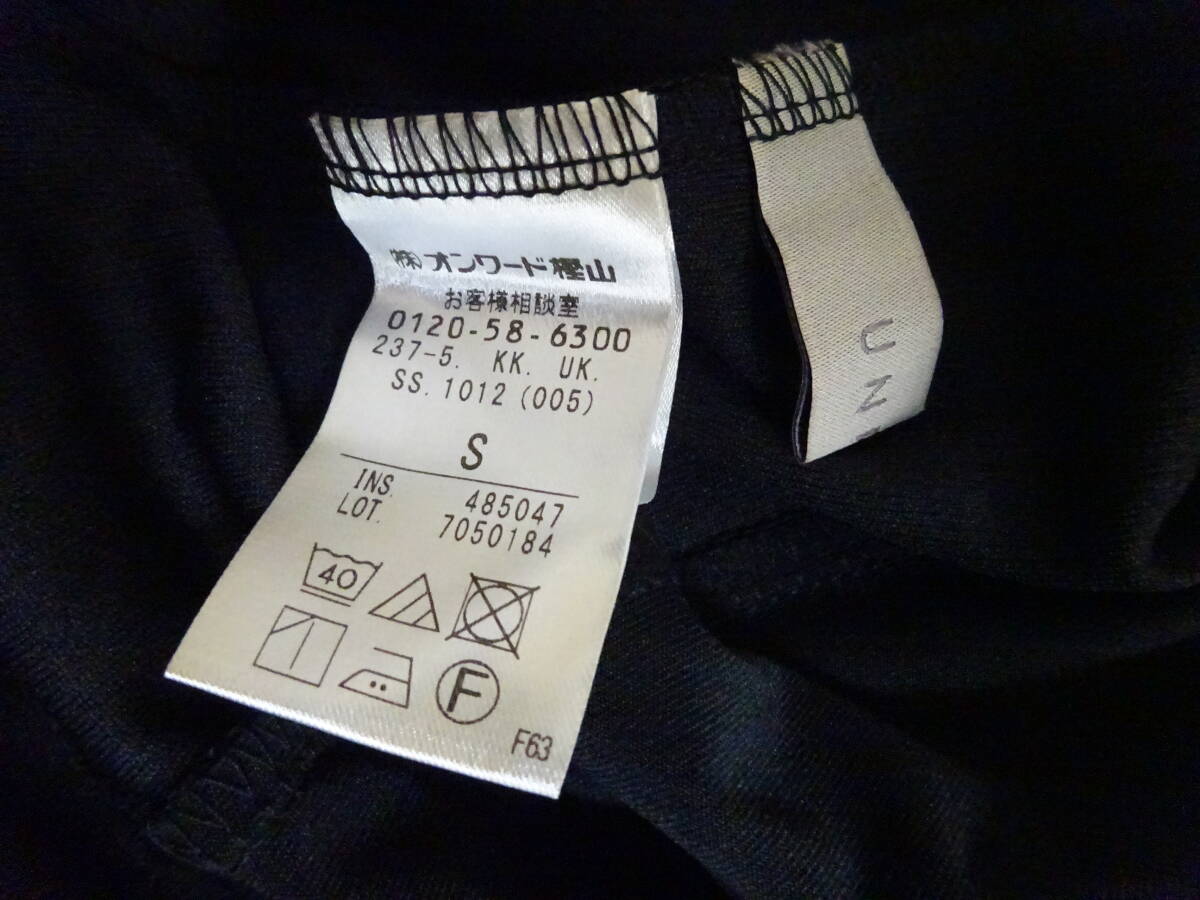 ㈱オンワード樫山
お客様相談室
0120-58-6300
237-5. KK. UK.
SS. 1012 (005)
S
INS. 485047
LOT. 7050184
40
F
F63
UN